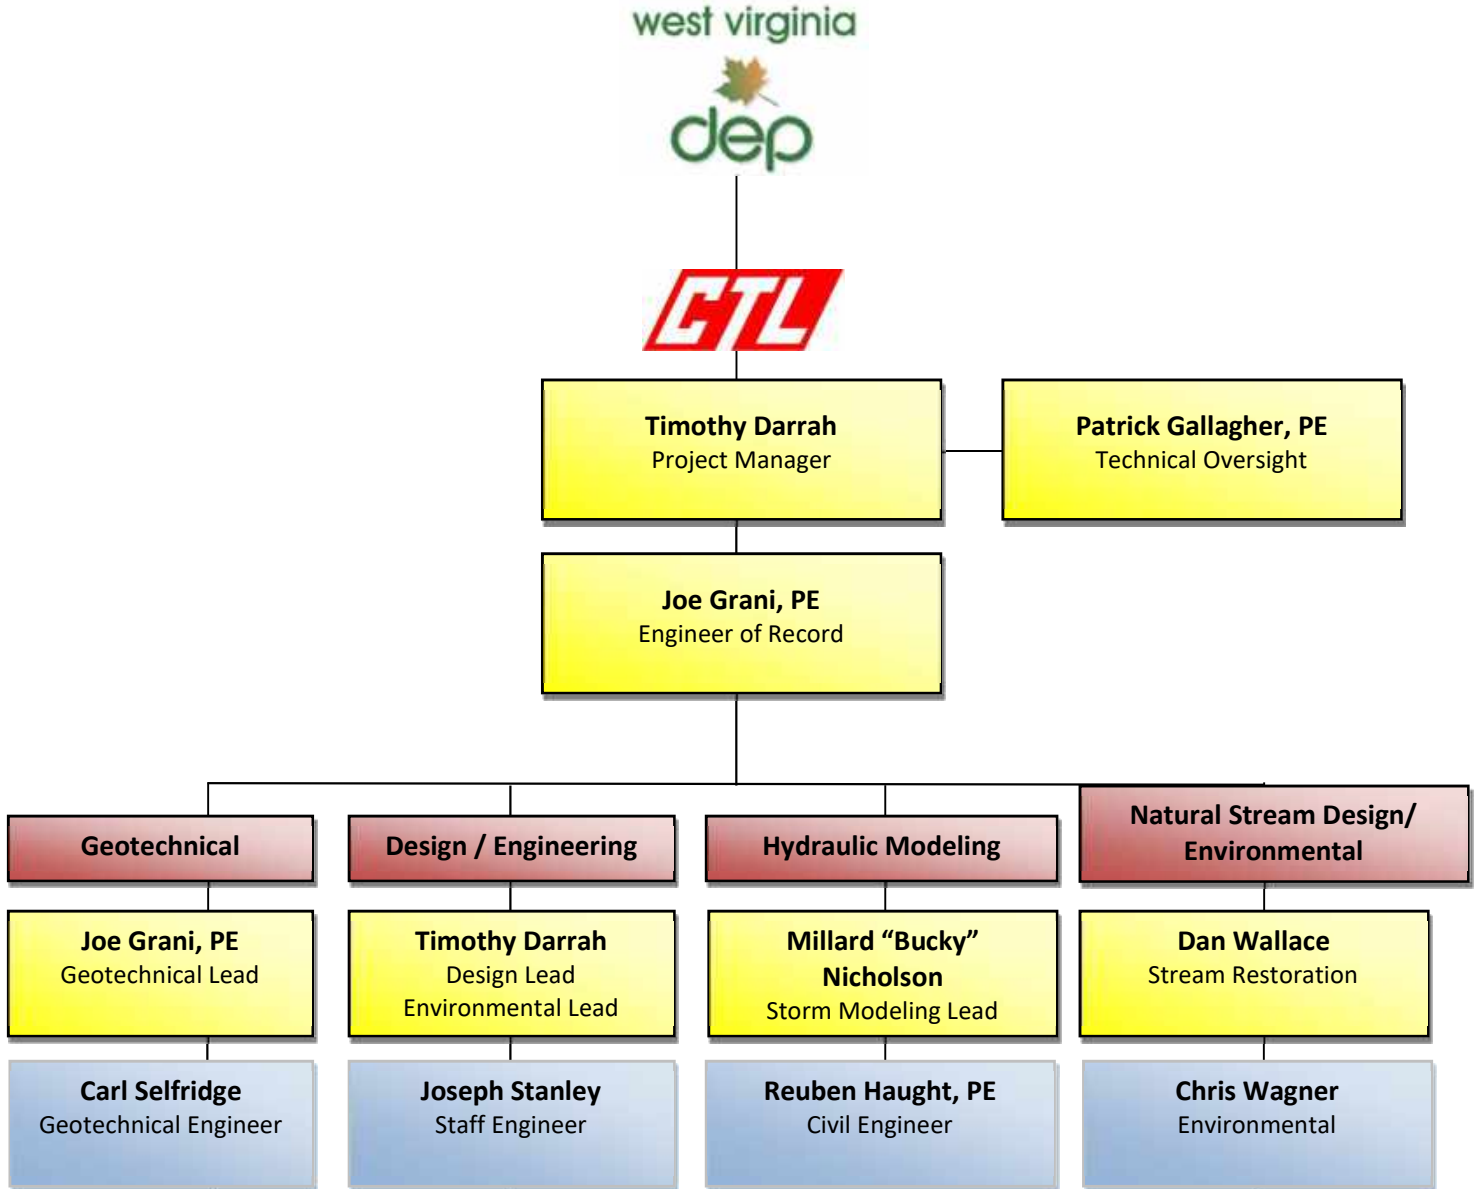 west virginia
dep
CTL
Timothy Darrah
Project Manager
Patrick Gallagher, PE
Technical Oversight
Joe Grani, PE
Engineer of Record
Geotechnical
Design / Engineering
Hydraulic Modeling
Natural Stream Design/
Environmental
Joe Grani, PE
Geotechnical Lead
Timothy Darrah
Design Lead
Environmental Lead
Millard “Bucky”
Nicholson
Storm Modeling Lead
Dan Wallace
Stream Restoration
Carl Selfridge
Geotechnical Engineer
Joseph Stanley
Staff Engineer
Reuben Haught, PE
Civil Engineer
Chris Wagner
Environmental